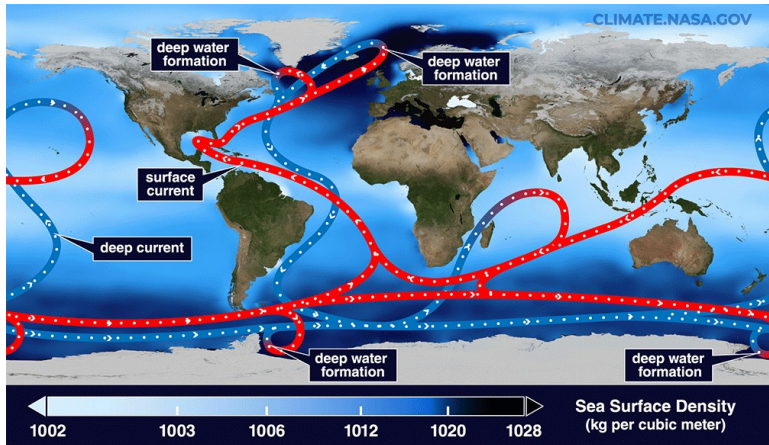 CLIMATE.NASA.GOV
deep water
formation
deep water
formation
surface
current
deep current
deep water
formation
deep water
formation
1002
1003
1006
1012
1020
1028
Sea Surface Density
(kg per cubic meter)